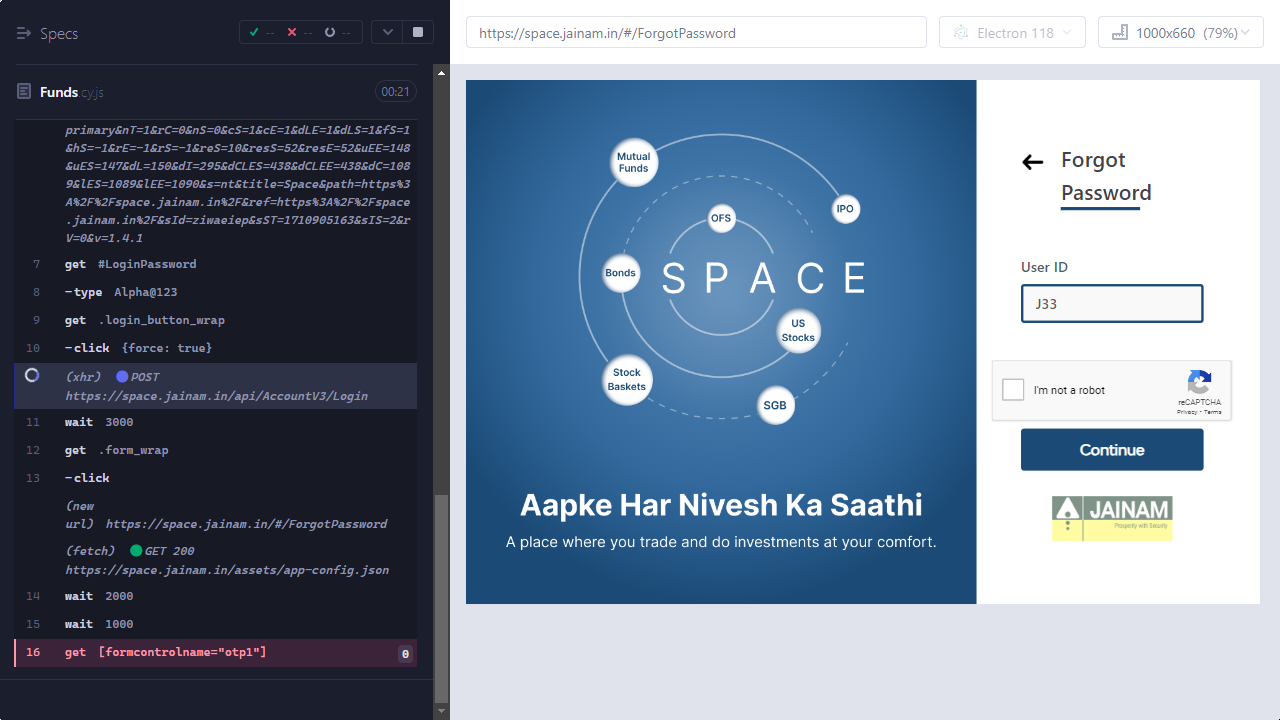 Specs
--
--
--
https://space.jainam.in/#/ForgotPassword
Electron 118
1000x660 (79%)
Funds.cy.js
00:21
primary&nT=1&rC=0&nS=0&cS=1&cE=1&dLE=1&dLS=1&fS=1
&hS=-1&rE=-1&rS=-1&reS=10&resS=52&resE=52&uEE=148
&uES=147&dL=150&dI=295&dCLES=438&dCLEE=438&dC=108
9&lES=1089&lEE=1090&s=nt&title=Space&path=https%3
A%2F%2Fspace.jainam.in%2F&ref=https%3A%2F%2Fspace
.jainam.in%2F&sId=ziwaeiep&sST=1710905163&sIS=2&r
V=0&v=1.4.1
7 get #LoginPassword
8 -type Alpha@123
9 get .login_button_wrap
10 -click {force: true}
(xhr) POST
https://space.jainam.in/api/AccountV3/Login
11 wait 3000
12 get .form_wrap
13 -click
(new
url) https://space.jainam.in/#/ForgotPassword
(fetch) GET 200
https://space.jainam.in/assets/app-config.json
14 wait 2000
15 wait 1000
16 get [formcontrolname="otp1"] 0
Mutual
Funds
IPO
OFS
Bonds
SPACE
US
Stocks
Stock
Baskets
SGB
Aapke Har Nivesh Ka Saathi
A place where you trade and do investments at your comfort.
Forgot
Password
User ID
J33
I'm not a robot
reCAPTCHA
Privacy - Terms
Continue
JAINAM
Prosperity with Security